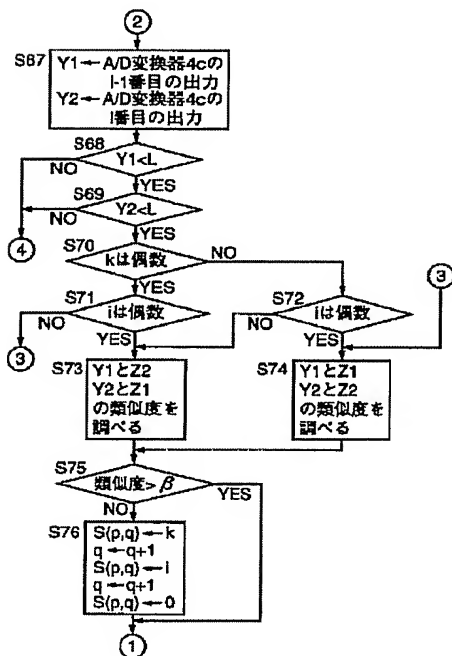 2
S67
Y1←A/D変換器4cの
I-1番目の出力
Y2←A/D変換器4cの
I番目の出力
S68
Y1<L
NO
YES
S69
Y2<L
NO
YES
4
S70
kは偶数
NO
YES
3
S71
iは偶数
NO
YES
3
S72
iは偶数
NO
YES
S73
Y1とZ2
Y2とZ1
の類似度を
調べる
S74
Y1とZ1
Y2とZ2
の類似度を
調べる
S75
類似度>β
YES
NO
S76
S(p,q)←k
q←q+1
S(p,q)←i
q←q+1
S(p,q)←0
1